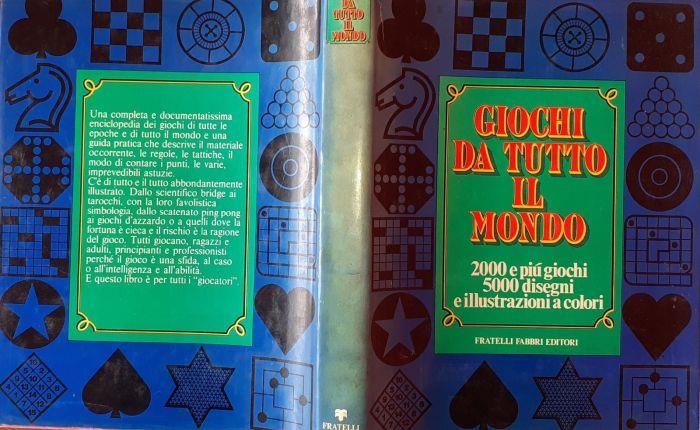 Una completa e documentatissima
enciclopedia dei giochi di tutte le
epoche e di tutto il mondo e una
guida pratica che descrive il materiale
occorrente, le regole, le tattiche, il
modo di contare i punti, le varie,
imprevedibili astuzie.
C'è di tutto e il tutto abbondantemente
illustrato. Dallo scientifico bridge ai
tarocchi, con la loro favolistica
simbologia, dallo scatenato ping pong
ai giochi d'azzardo o a quelli dove la
fortuna è cieca e il rischio è la ragione
del gioco. Tutti giocano, ragazzi e
adulti, principianti e professionisti
perché il gioco è una sfida, al caso
o all'intelligenza e all'abilità.
E questo libro è per tutti i "giocatori".
DA
TUTTO
IL
MONDO
FRATELLI
GIOCHI
DA TUTTO
IL
MONDO
2000 e piú giochi
5000 disegni
e illustrazioni a colori
FRATELLI FABBRI EDITORI